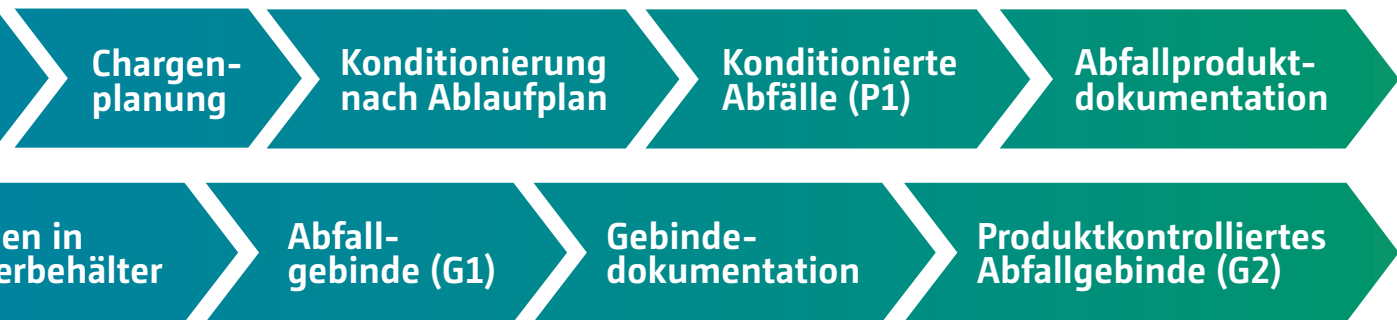 Chargen-
planung
Konditionierung
nach Ablaufplan
Konditionierte
Abfälle (P1)
Abfallprodukt-
dokumentation
en in
erbehälter
Abfall-
gebinde (G1)
Gebinde-
dokumentation
Produktkontrolliertes
Abfallgebinde (G2)